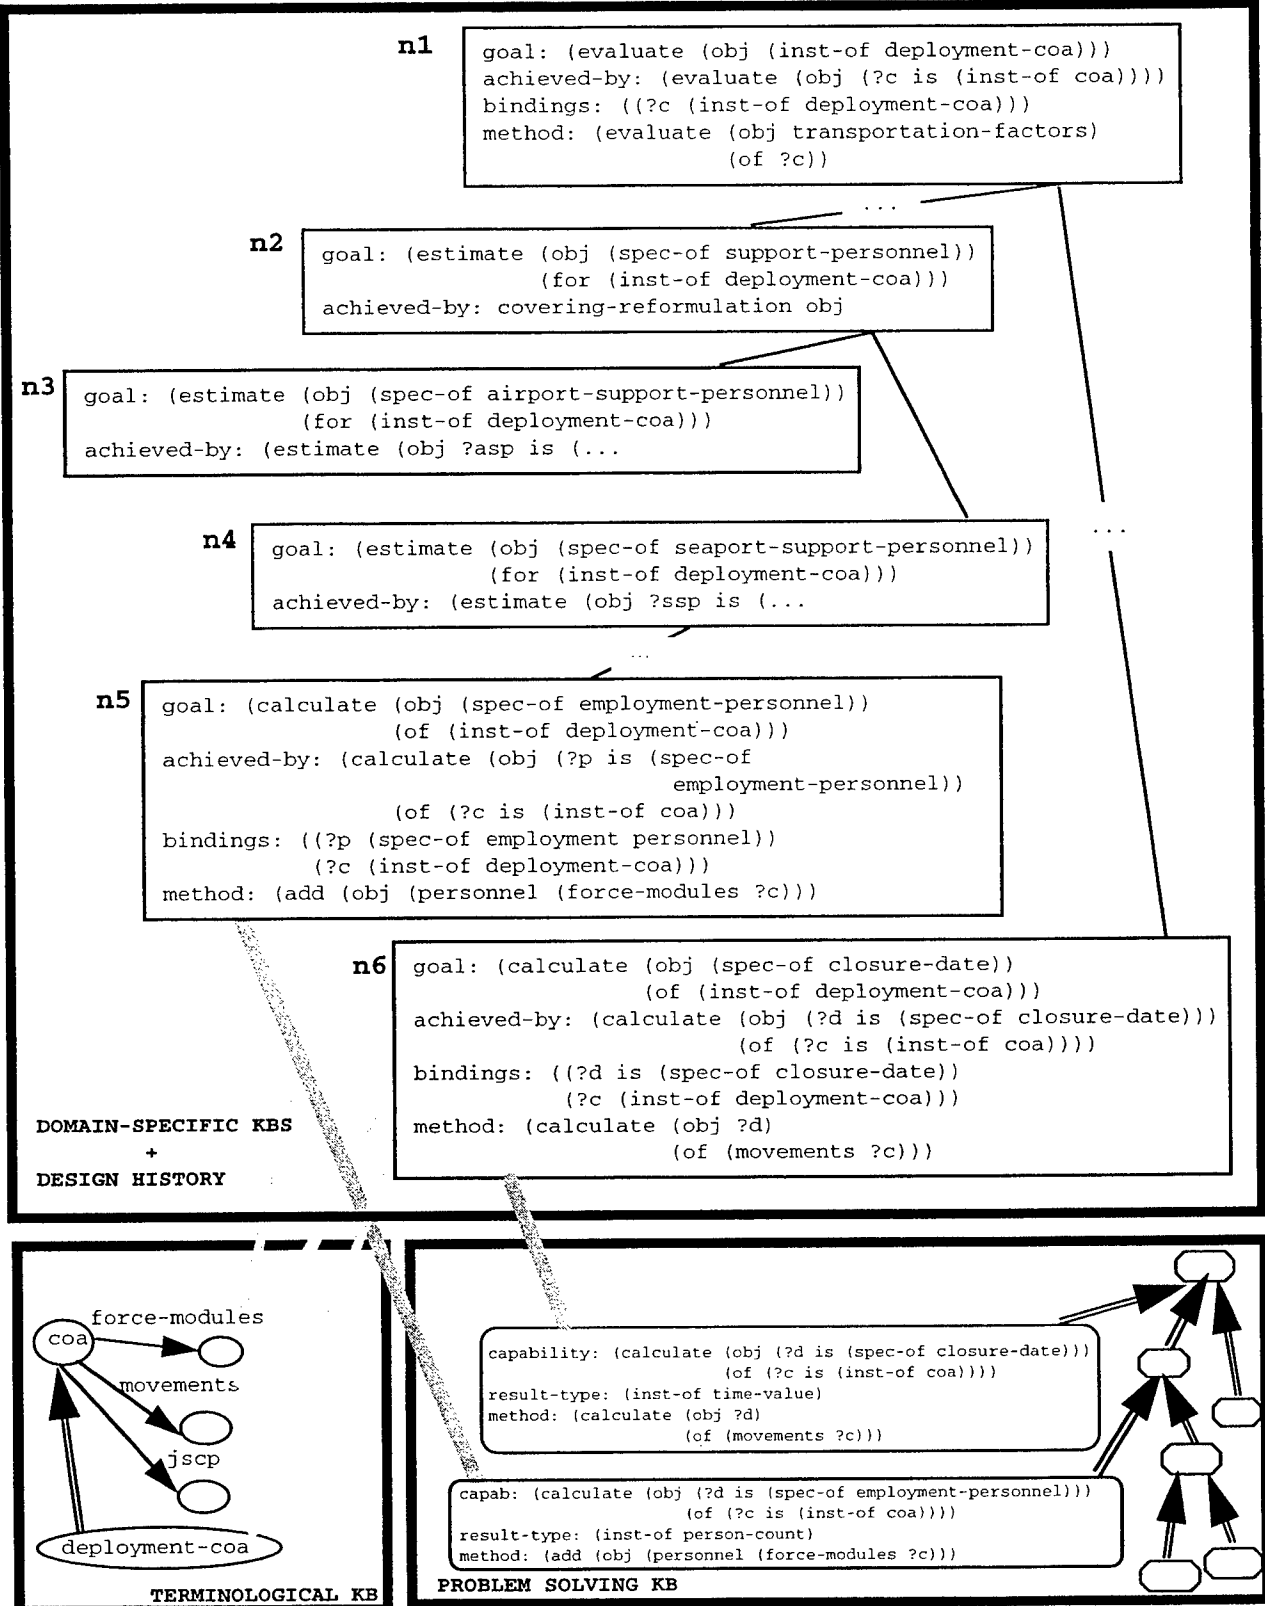 n1
goal: (evaluate (obj (inst-of deployment-coa)))
achieved-by: (evaluate (obj (?c is (inst-of coa))))
bindings: ((?c (inst-of deployment-coa)))
method: (evaluate (obj transportation-factors)
(of ?c))
...
n2
goal: (estimate (obj (spec-of support-personnel))
(for (inst-of deployment-coa)))
achieved-by: covering-reformulation obj
n3
goal: (estimate (obj (spec-of airport-support-personnel))
(for (inst-of deployment-coa)))
achieved-by: (estimate (obj ?asp is (...
n4
goal: (estimate (obj (spec-of seaport-support-personnel))
(for (inst-of deployment-coa)))
achieved-by: (estimate (obj ?ssp is (...
...
...
n5
goal: (calculate (obj (spec-of employment-personnel))
(of (inst-of deployment-coa)))
achieved-by: (calculate (obj (?p is (spec-of
employment-personnel))
(of (?c is (inst-of coa)))
bindings: ((?p (spec-of employment personnel))
(?c (inst-of deployment-coa)))
method: (add (obj (personnel (force-modules ?c)))
n6
goal: (calculate (obj (spec-of closure-date))
(of (inst-of deployment-coa)))
achieved-by: (calculate (obj (?d is (spec-of closure-date)))
(of (?c is (inst-of coa))))
bindings: ((?d is (spec-of closure-date))
(?c (inst-of deployment-coa)))
method: (calculate (obj ?d)
(of (movements ?c)))
DOMAIN-SPECIFIC KBS
+
DESIGN HISTORY
force-modules
coa
movements
jscp
deployment-coa
TERMINOLOGICAL KB
capability: (calculate (obj (?d is (spec-of closure-date)))
(of (?c is (inst-of coa))))
result-type: (inst-of time-value)
method: (calculate (obj ?d)
(of (movements ?c)))
capab: (calculate (obj (?d is (spec-of employment-personnel)))
(of (?c is (inst-of coa))))
result-type: (inst-of person-count)
method: (add (obj (personnel (force-modules ?c)))
PROBLEM SOLVING KB